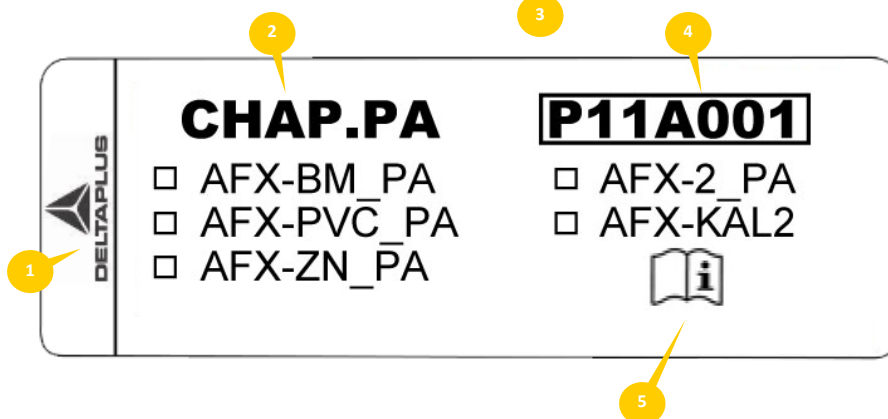 3
2
4
CHAP.PA
P11A001
AFX-BM_PA
AFX-2_PA
AFX-PVC_PA
AFX-KAL2
AFX-ZN_PA
DELTAPLUS
1
i
5